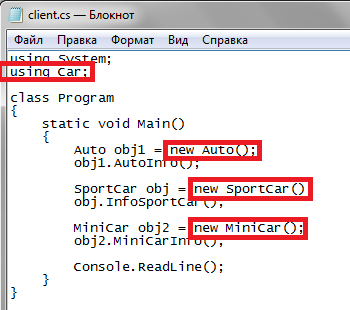 client.cs — Блокнот
Файл Правка Формат Вид Справка
using System;
using Car;
class Program
{
static void Main()
{
Auto obj1 = new Auto();
obj1.AutoInfo();
SportCar obj = new SportCar()
obj.InfoSportCar();
MiniCar obj2 = new MiniCar();
obj2.MiniCarInfo();
Console.ReadLine();
}
}